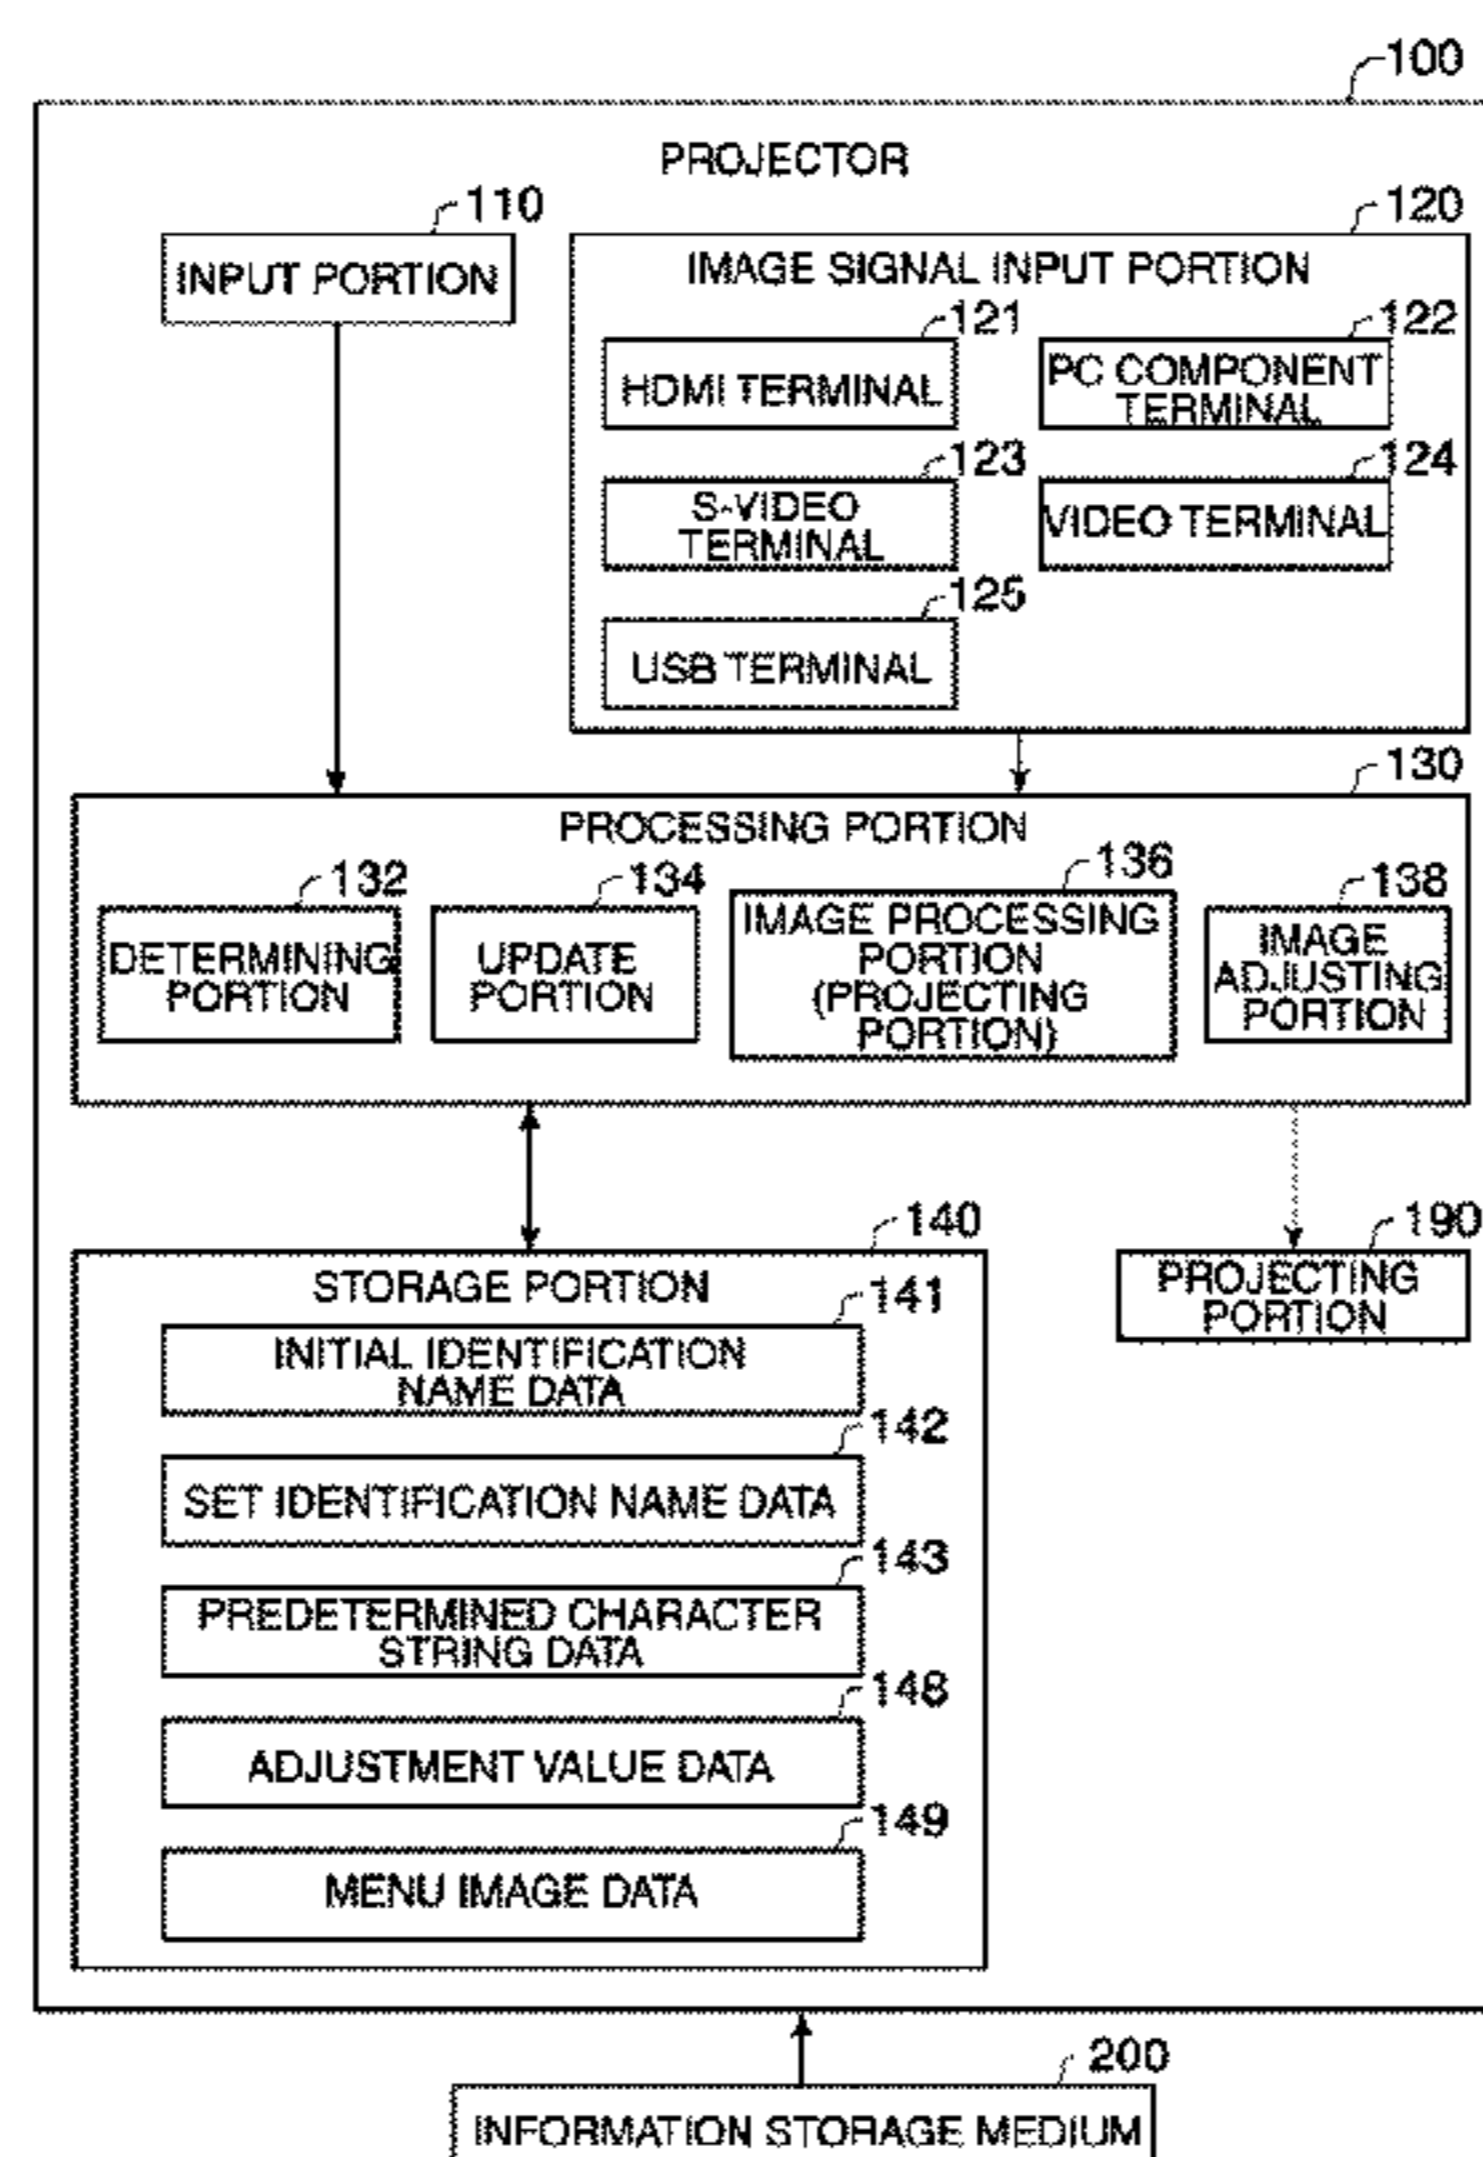 100
PROJECTOR
110
INPUT PORTION
120
IMAGE SIGNAL INPUT PORTION
121
HDMI TERMINAL
122
PC COMPONENT
TERMINAL
123
S-VIDEO
TERMINAL
124
VIDEO TERMINAL
125
USB TERMINAL
130
PROCESSING PORTION
132
DETERMINING
PORTION
134
UPDATE
PORTION
136
IMAGE PROCESSING
PORTION
(PROJECTING
PORTION)
138
IMAGE
ADJUSTING
PORTION
140
STORAGE PORTION
141
INITIAL IDENTIFICATION
NAME DATA
142
SET IDENTIFICATION NAME DATA
143
PREDETERMINED CHARACTER
STRING DATA
148
ADJUSTMENT VALUE DATA
149
MENU IMAGE DATA
190
PROJECTING
PORTION
200
INFORMATION STORAGE MEDIUM